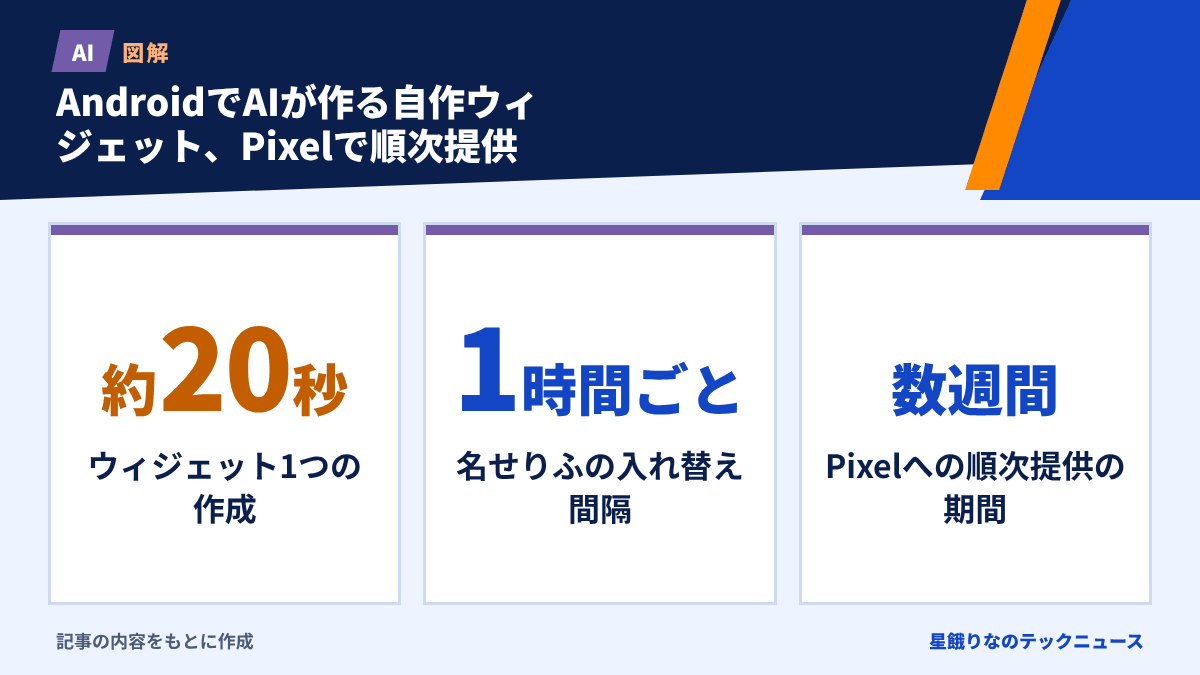 AI 図解
AndroidでAIが作る自作ウィ
ジェット、Pixelで順次提供
約20秒
ウィジェット1つの
作成
1時間ごと
名せりふの入れ替え
間隔
数週間
Pixelへの順次提供の
期間
記事の内容をもとに作成
星餓りなのテックニュース